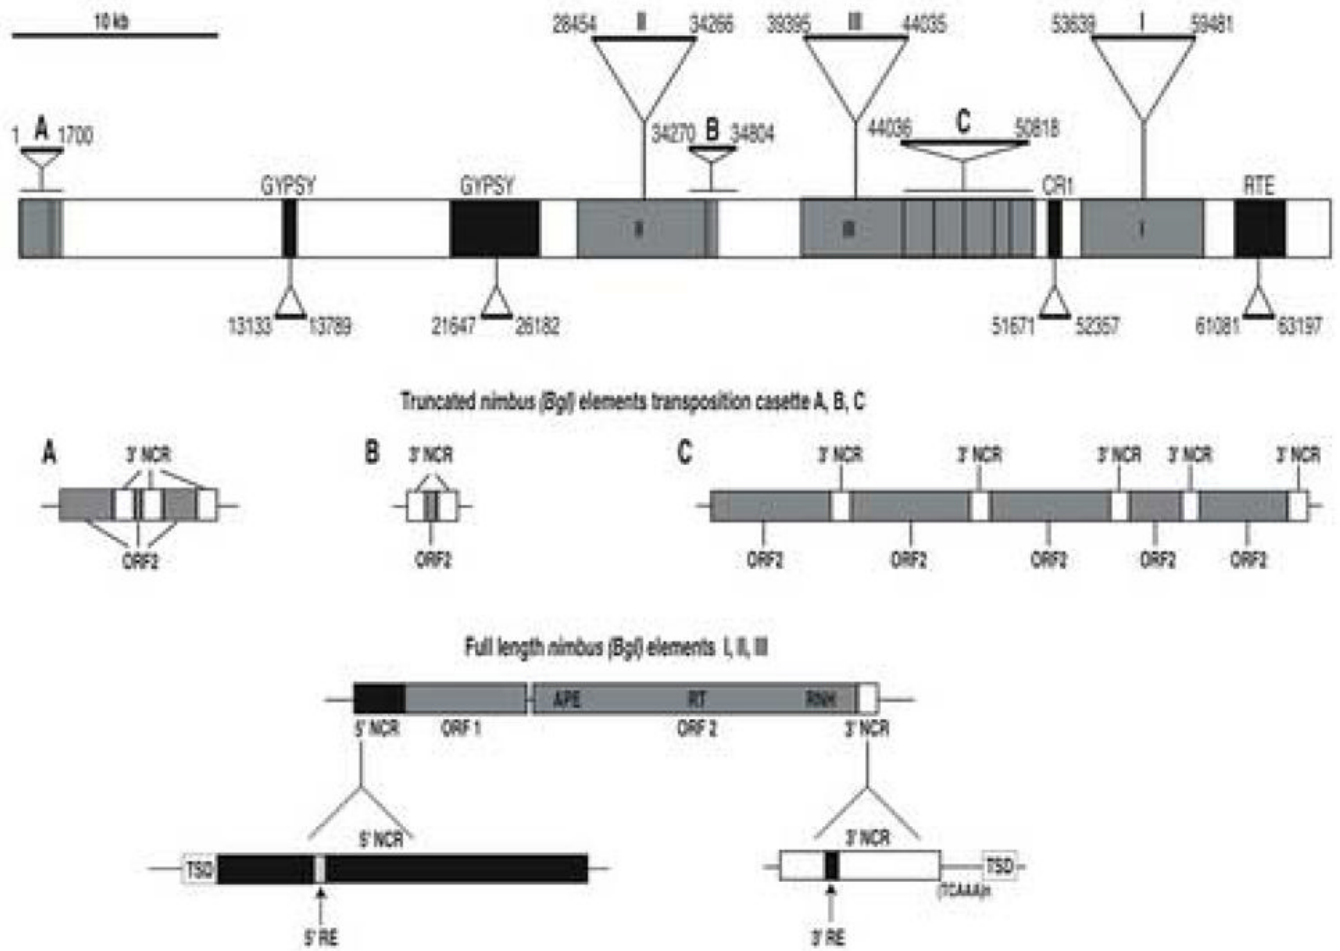 10 kb
28454 II 34266
39395 III 44035
53639 I 59481
1 A 1700
34270 B 34804
44036 C 50818
GYPSY GYPSY CR1 RTE
II III I
13133 13789 21647 26182 51671 52357 61081 63197
Truncated nimbus (Bgl) elements transposition casette A, B, C
A 3' NCR B 3' NCR C 3' NCR 3' NCR 3' NCR 3' NCR 3' NCR
ORF2 ORF2 ORF2 ORF2 ORF2 ORF2 ORF2
Full length nimbus (Bgl) elements I, II, III
APE RT RNH
5' NCR ORF 1 ORF 2 3' NCR
5' NCR 3' NCR
TSD TSD
(TCAAA)n
5' RE 3' RE